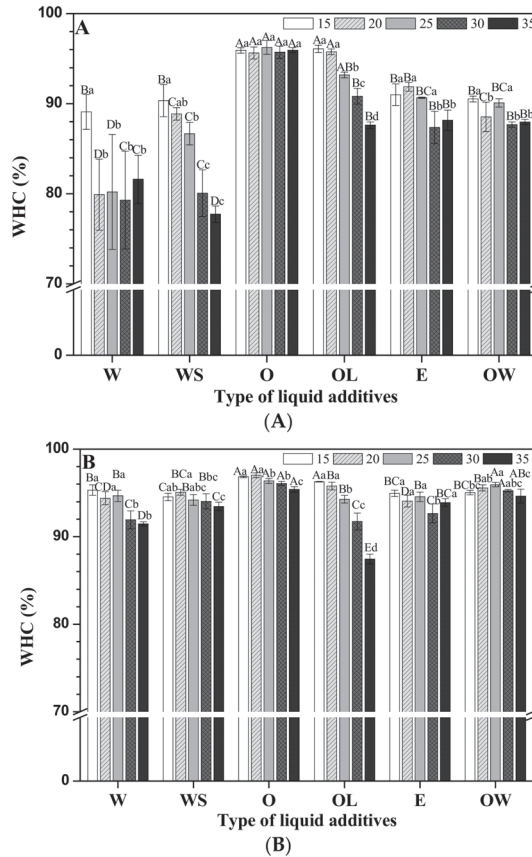 A
15 20 25 30 35
100
90
80
70
0
WHC (%)
Ba Db Db Cb Cb
Ba Cab Bb Cc Dc
Aa Aa Aa Aa Aa
Aa Aa ABb Bc Bd
Ba Ba BCa Bb Bb
Ba Cb BCa Bb Bb
W WS O OL E OW
Type of liquid additives
(A)
B
15 20 25 30 35
100
90
80
70
0
WHC (%)
Ba CDa Ba Cb Db
Cab BCa Babc Bbc Cc
Aa Aa Ab Ab Ac
Aa Ba Bb Cc Ed
BCa Da Ba Cb BCa
BCbc Bab Aa Aabc ABc
W WS O OL E OW
Type of liquid additives
(B)